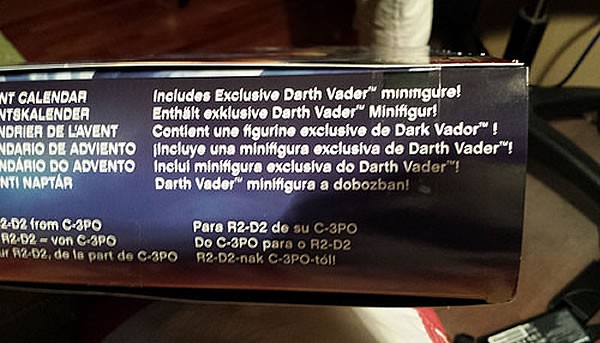 NT CALENDAR Includes Exclusive Darth Vader™ minifigure!
NTSKALENDER Enthält exklusiven Darth Vader™ Minifigur!
NDRIER DE L'AVENT Contient une figurine exclusive de Dark Vador™ !
NDARIO DE ADVIENTO ¡Incluye una minifigura exclusiva de Darth Vader™!
NDÁRIO DO ADVENTO Inclui minifigura exclusiva do Darth Vader™!
NTI NAPTÁR Darth Vader™ minifigura a dobozban!
2-D2 from C-3PO Para R2-D2 de su C-3PO
R2-D2 – von C-3PO Do C-3PO para o R2-D2
ur R2-D2, de la part de C-3PO R2-D2-nak C-3PO-tól!